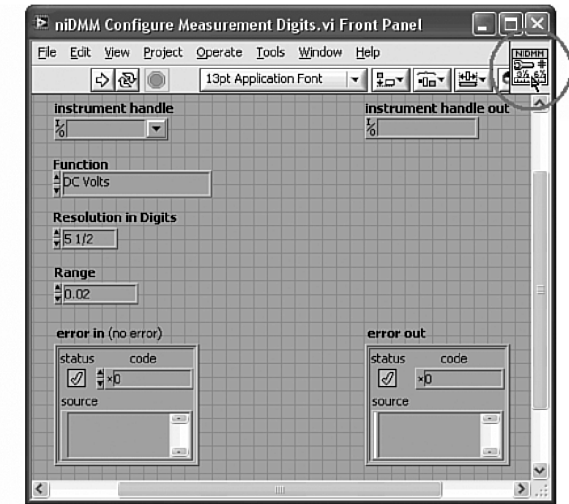 niDMM Configure Measurement Digits.vi Front Panel
File Edit View Project Operate Tools Window Help
13pt Application Font
NIDMM
instrument handle
instrument handle out
Function
DC Volts
Resolution in Digits
5 1/2
Range
0.02
error in (no error)
error out
status code
status code
×0
×0
source
source